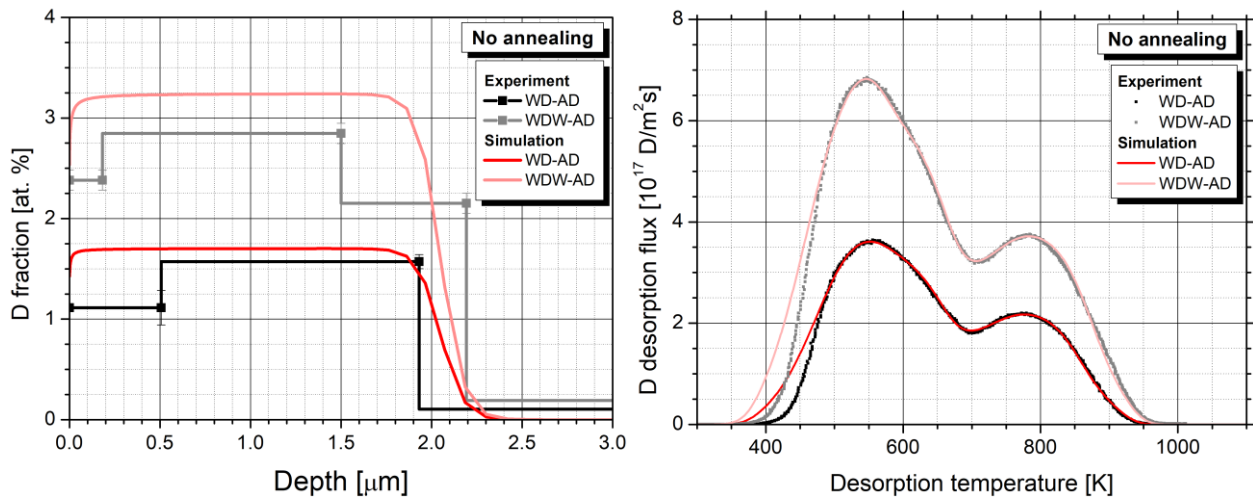 No annealing
Experiment
WD-AD
WDW-AD
Simulation
WD-AD
WDW-AD
D fraction [at. %]
4
3
2
1
0
0.0 0.5 1.0 1.5 2.0 2.5 3.0
Depth [μm]
No annealing
Experiment
WD-AD
WDW-AD
Simulation
WD-AD
WDW-AD
D desorption flux [10¹⁷ D/m²s]
8
6
4
2
0
400 600 800 1000
Desorption temperature [K]